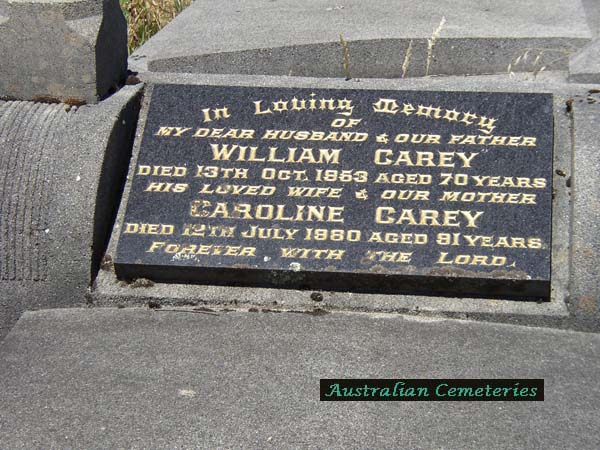 In Loving Memory
OF
MY DEAR HUSBAND & OUR FATHER
WILLIAM CAREY
DIED 13TH OCT. 1953 AGED 70 YEARS
HIS LOVED WIFE & OUR MOTHER
CAROLINE CAREY
DIED 12TH JULY 1980 AGED 91 YEARS
FOREVER WITH THE LORD
Australian Cemeteries